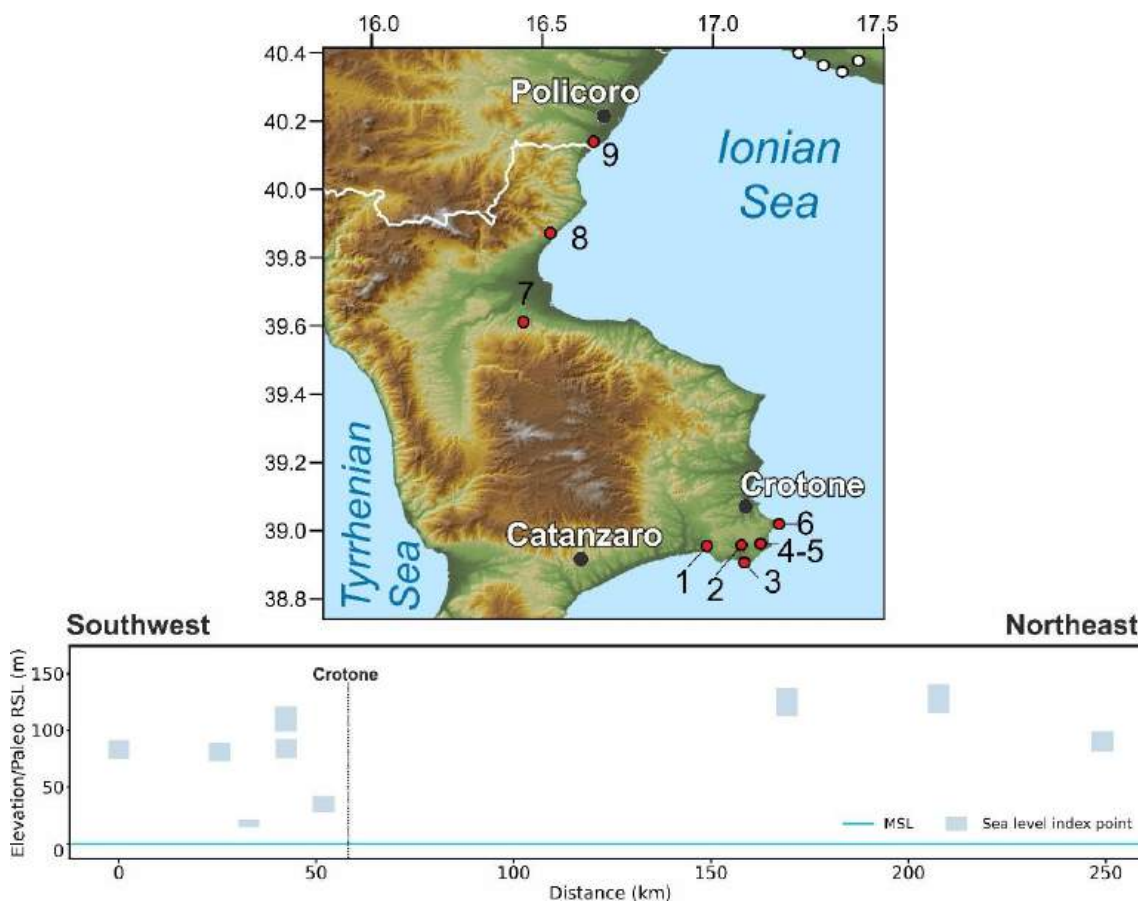 16.0 16.5 17.0 17.5
40.4
Policoro
40.2
9
Ionian
Sea
40.0
8
39.8
7
39.6
39.4
39.2
Crotone
6
39.0
Catanzaro
4-5
Tyrrhenian
Sea
1 2 3
38.8
Southwest Northeast
Elevation/Paleo RSL (m)
150
100
50
0
Crotone
MSL Sea level index point
0 50 100 150 200 250
Distance (km)